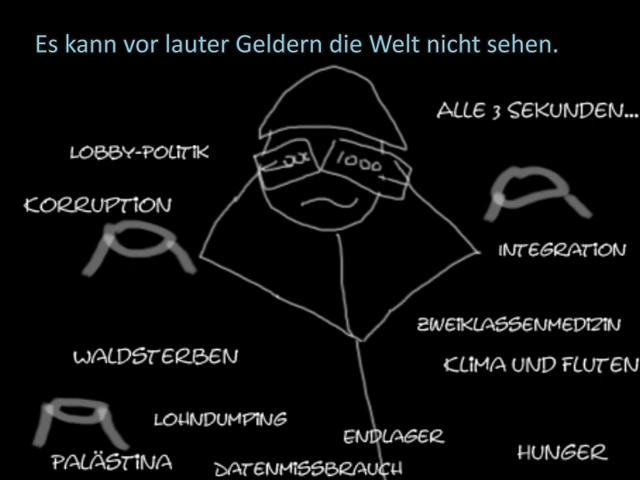 Es kann vor lauter Geldern die Welt nicht sehen.
ALLE 3 SEKUNDEN...
LOBBY-POLITIK
1000
KORRUPTION
INTEGRATION
ZWEIKLASSENMEDIZIN
WALDSTERBEN
KLIMA UND FLUTEN
LOHNDUMPING
ENDLAGER
HUNGER
PALÄSTINA
DATENMISSBRAUCH